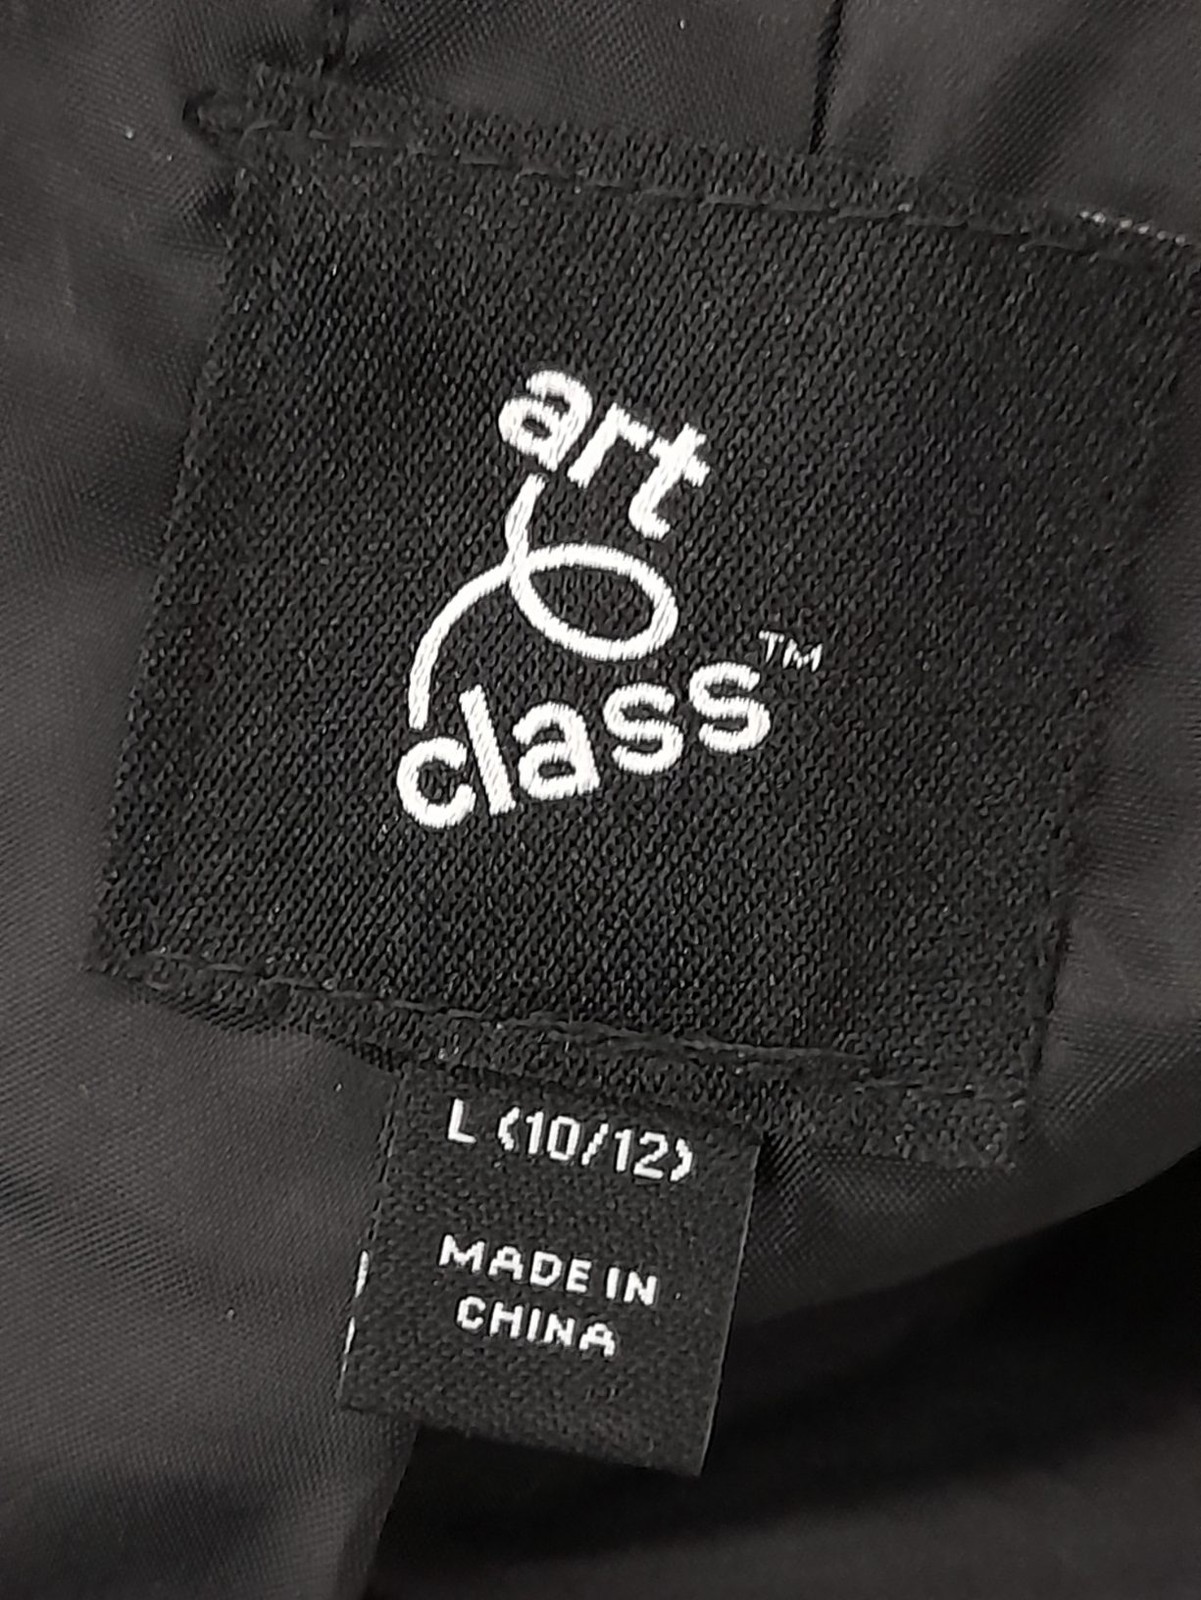 art
class™
L (10/12)
MADE IN
CHINA